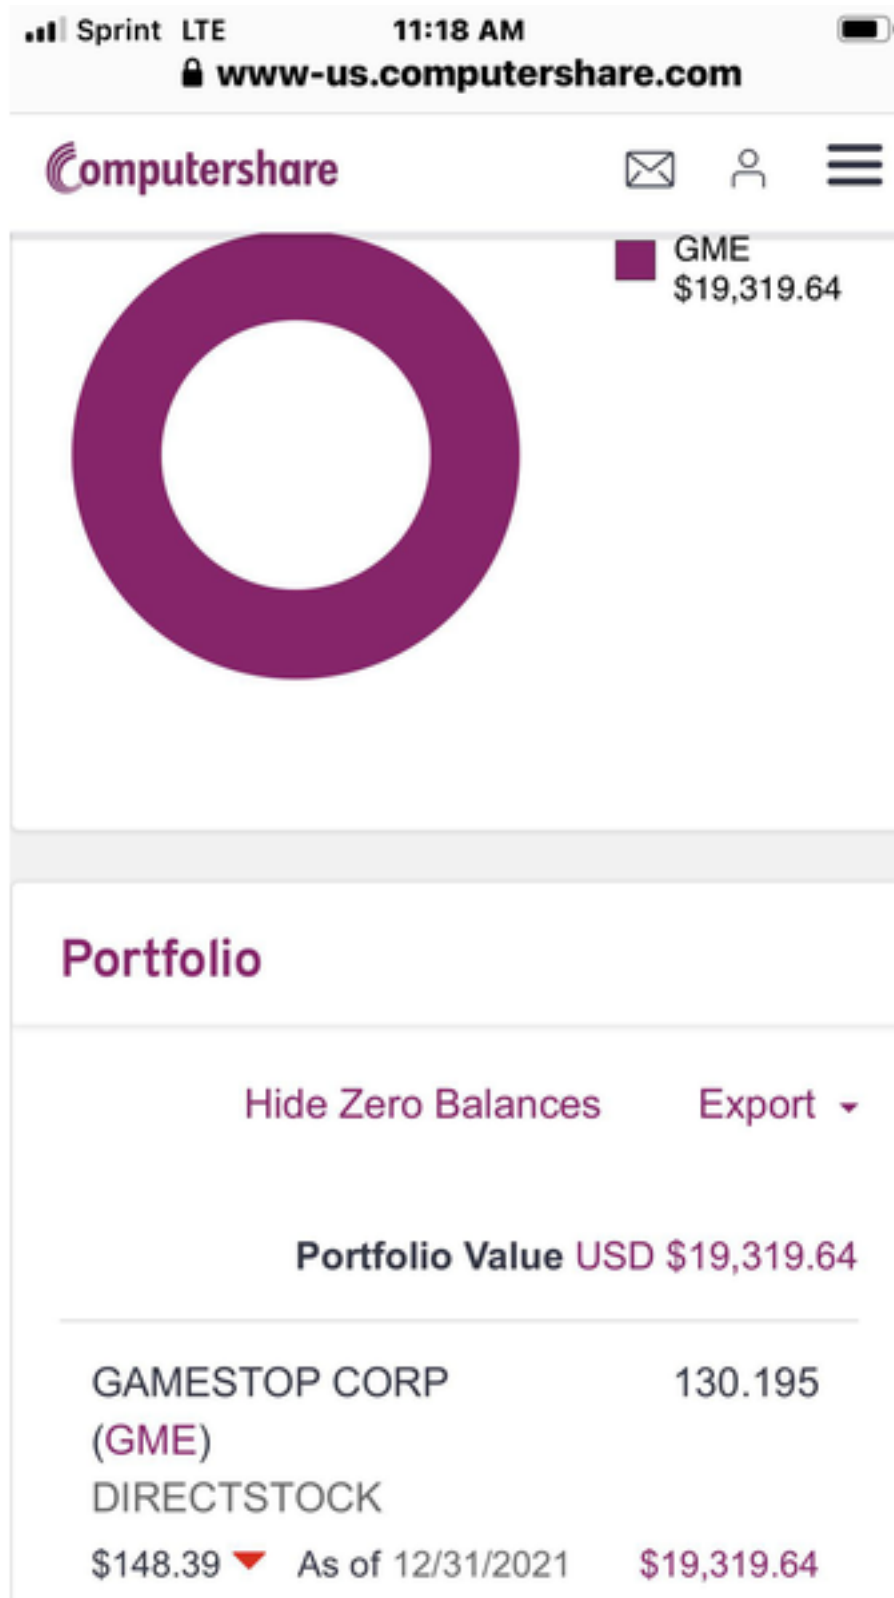 Sprint LTE 11:18 AM
www-us.computershare.com
Computershare
GME
$19,319.64
Portfolio
Hide Zero Balances Export
Portfolio Value USD $19,319.64
GAMESTOP CORP 130.195
(GME)
DIRECTSTOCK
$148.39 As of 12/31/2021 $19,319.64